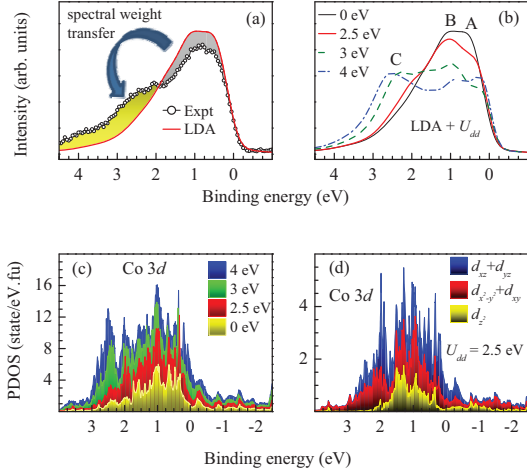 (a)
spectral weight
transfer
Expt
LDA
Intensity (arb. units)
4 3 2 1 0
Binding energy (eV)
(b)
0 eV
2.5 eV
3 eV
4 eV
B A
C
LDA + U_dd
4 3 2 1 0
Binding energy (eV)
(c) Co 3d
4 eV
3 eV
2.5 eV
0 eV
PDOS (state/eV.fu)
16
12
8
4
3 2 1 0 -1 -2
Binding energy (eV)
(d)
Co 3d
d_xz+d_yz
d_x²-y²+d_xy
d_z²
U_dd = 2.5 eV
4
2
3 2 1 0 -1 -2